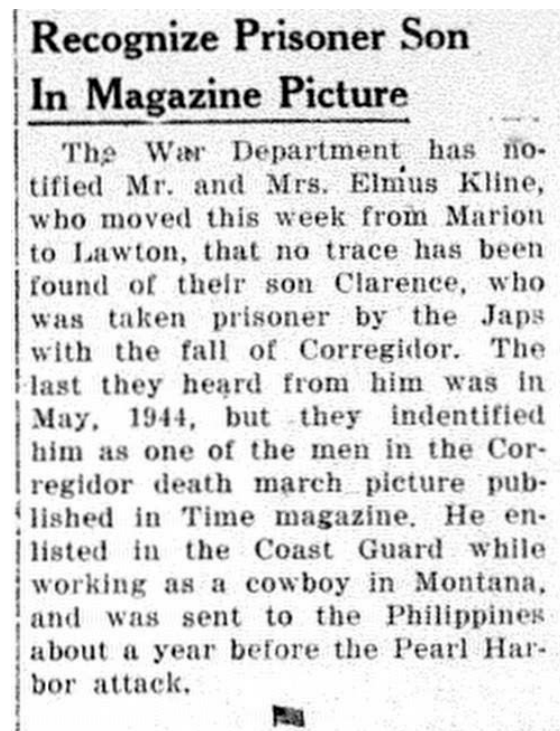 Recognize Prisoner Son
In Magazine Picture
The War Department has no-
tified Mr. and Mrs. Elmus Kline,
who moved this week from Marion
to Lawton, that no trace has been
found of their son Clarence, who
was taken prisoner by the Japs
with the fall of Corregidor. The
last they heard from him was in
May, 1944, but they indentified
him as one of the men in the Cor-
regidor death march picture pub-
lished in Time magazine. He en-
listed in the Coast Guard while
working as a cowboy in Montana,
and was sent to the Philippines
about a year before the Pearl Har-
bor attack.